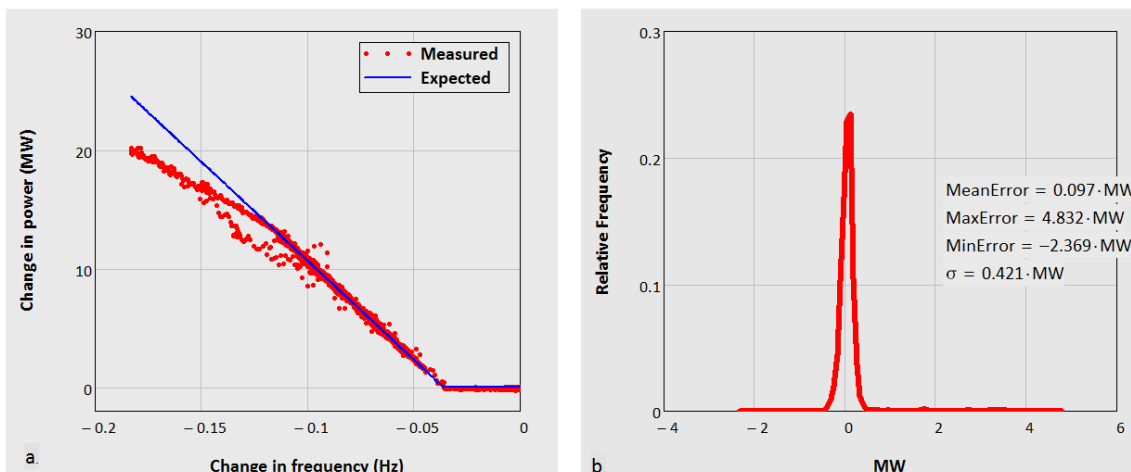 30
20
10
0
Change in power (MW)
Measured
Expected
− 0.2
− 0.15
− 0.1
− 0.05
0
a.
Change in frequency (Hz)
0.3
0.2
0.1
0
Relative Frequency
MeanError = 0.097·MW
MaxError = 4.832·MW
MinError = −2.369·MW
σ = 0.421·MW
− 4
− 2
0
2
4
6
b
MW